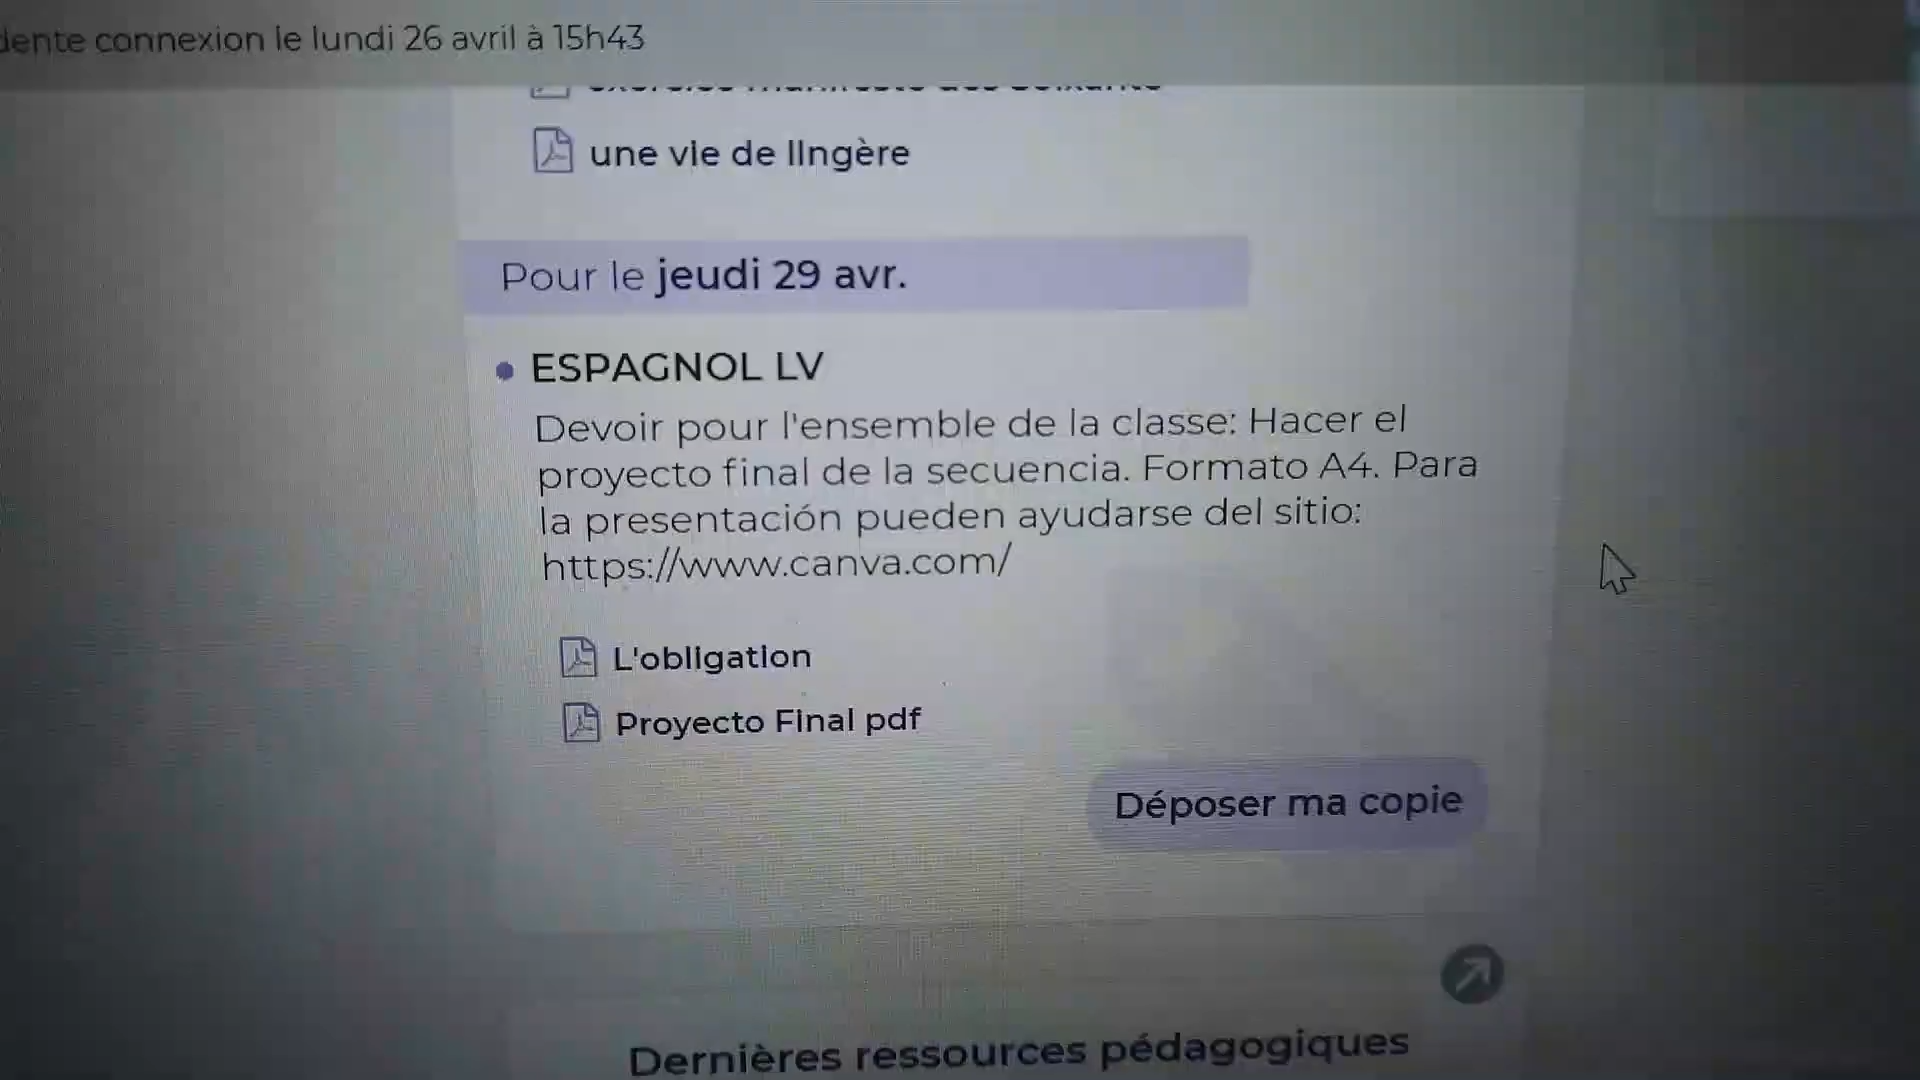 connexion le lundi 26 avril à 15h43
une vie de lingère
Pour le jeudi 29 avr.
ESPAGNOL LV
Devoir pour l'ensemble de la classe: Hacer el
proyecto final de la secuencia. Formato A4. Para
la presentación pueden ayudarse del sitio:
https://www.canva.com/
L'obligation
Proyecto Final pdf
Déposer ma copie
Dernières ressources pédagogiques